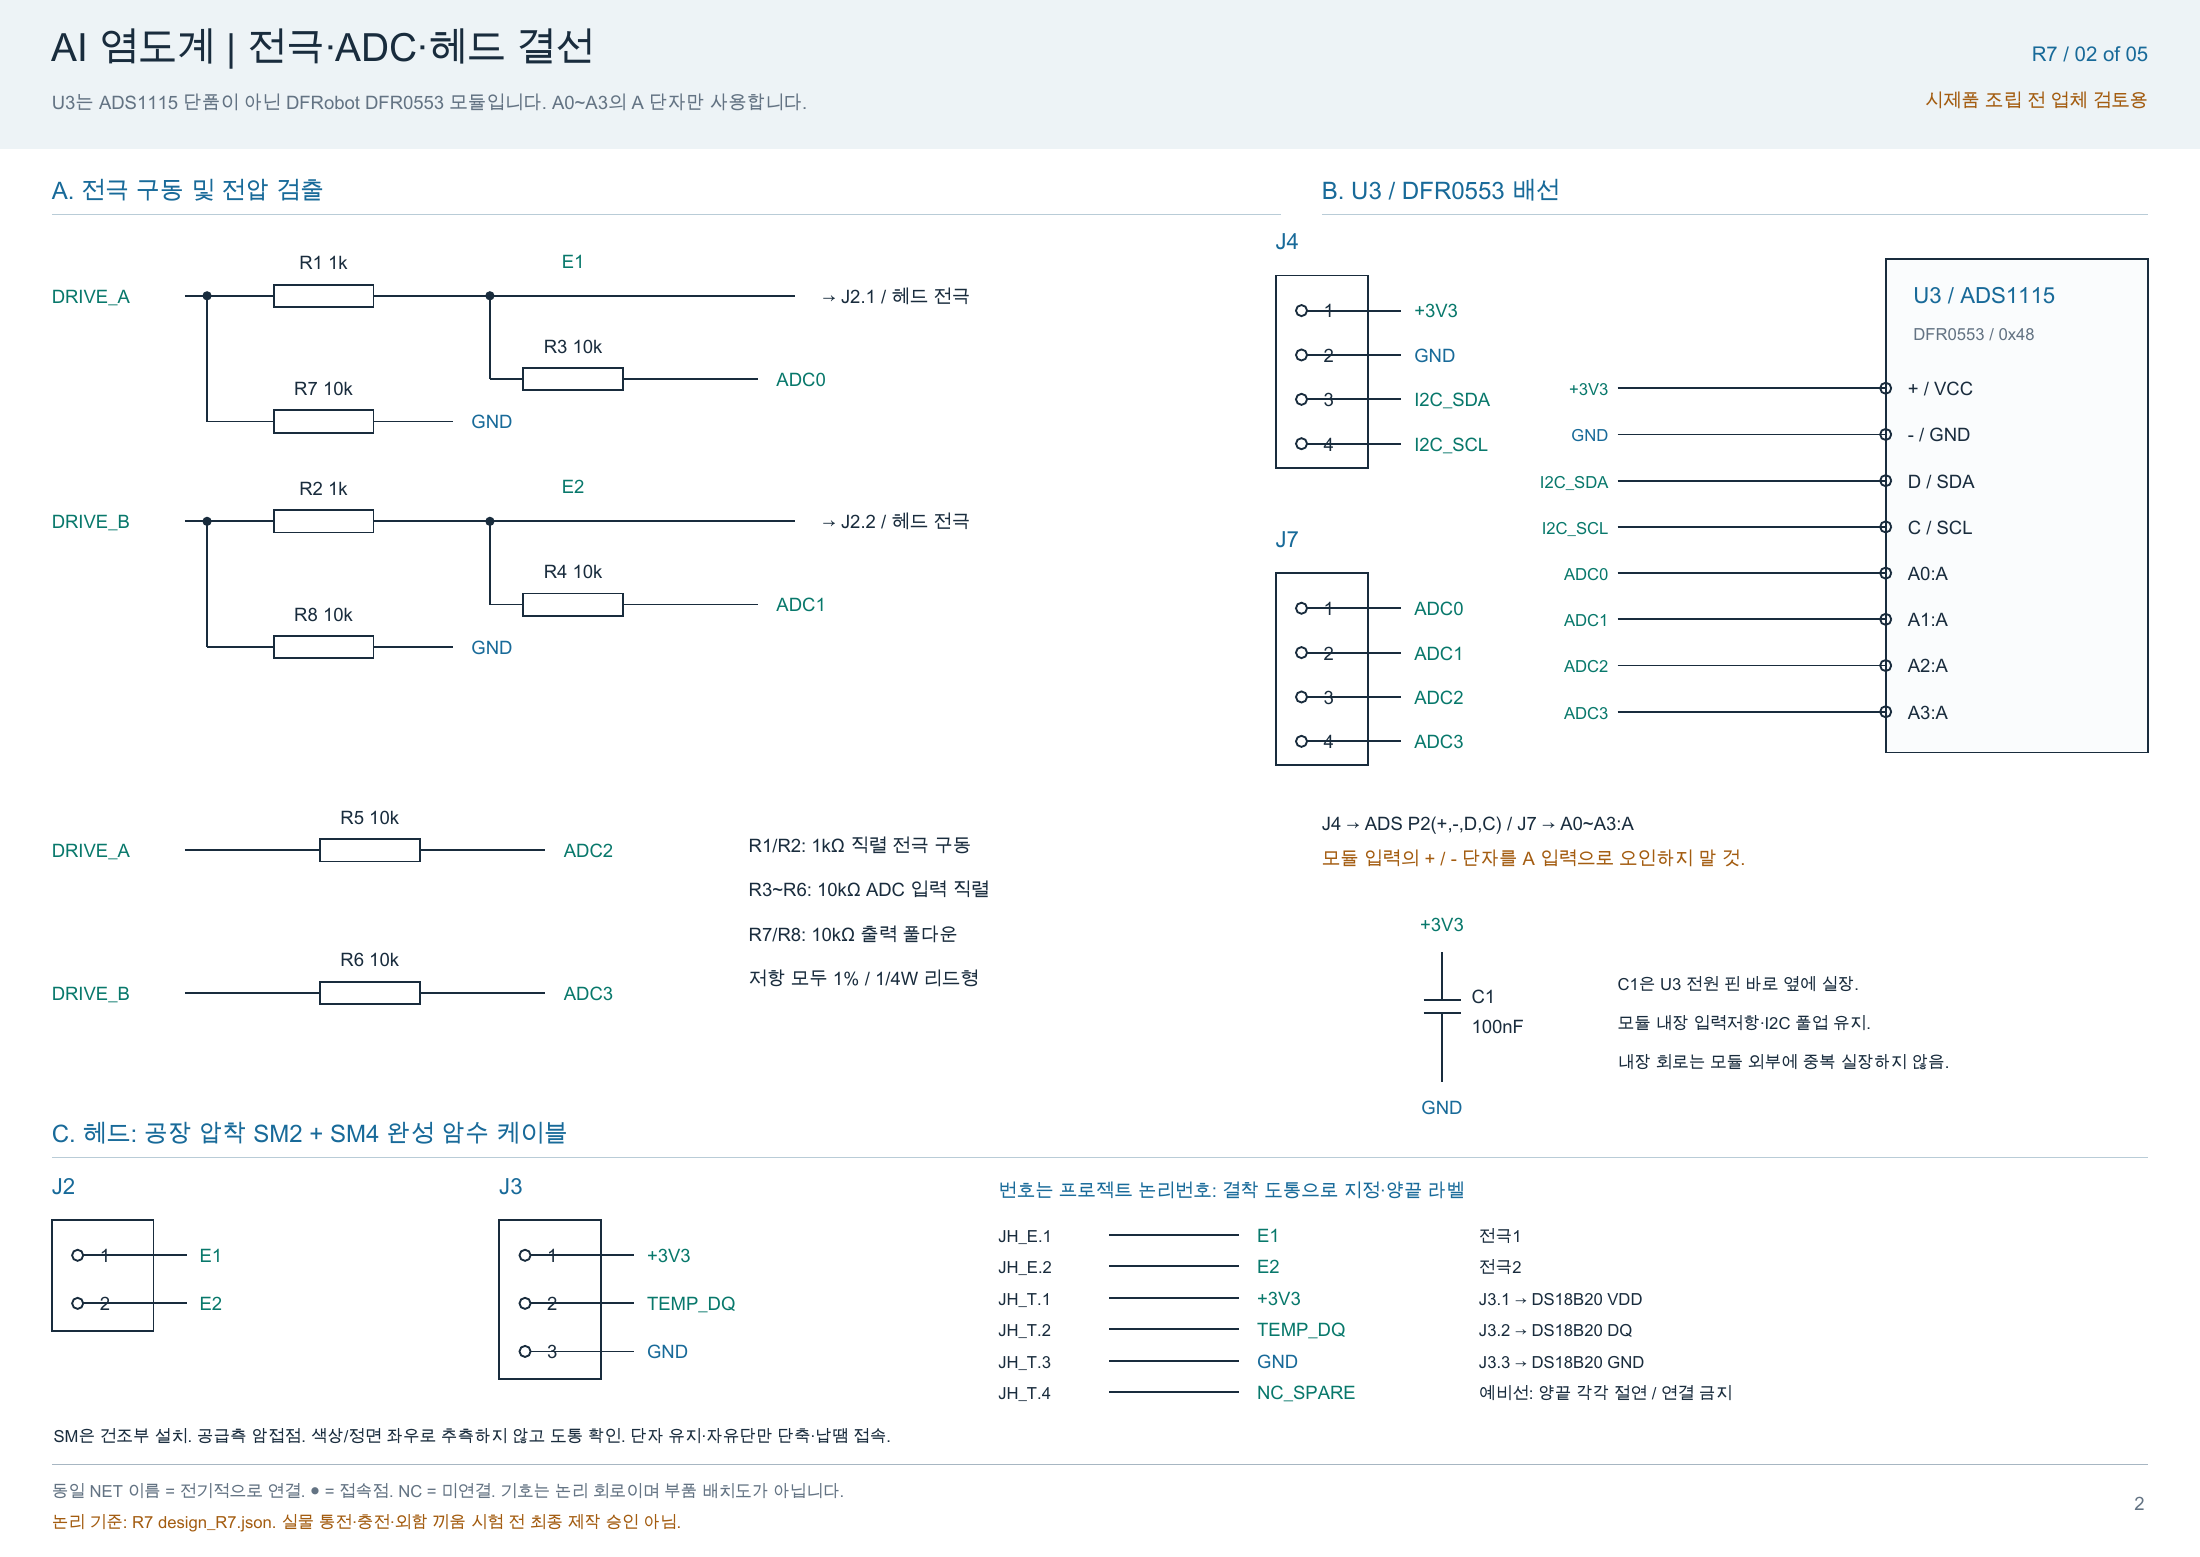 AI 염도계 | 전극·ADC·헤드 결선
R7 / 02 of 05
U3는 ADS1115 단품이 아닌 DFRobot DFR0553 모듈입니다. A0~A3의 A 단자만 사용합니다.
시제품 조립 전 업체 검토용
A. 전극 구동 및 전압 검출
R1 1k
E1
DRIVE_A
→ J2.1 / 헤드 전극
R3 10k
ADC0
R7 10k
GND
R2 1k
E2
DRIVE_B
→ J2.2 / 헤드 전극
R4 10k
ADC1
R8 10k
GND
R5 10k
DRIVE_A
ADC2
R6 10k
DRIVE_B
ADC3
R1/R2: 1kΩ 직렬 전극 구동
R3~R6: 10kΩ ADC 입력 직렬
R7/R8: 10kΩ 출력 풀다운
저항 모두 1% / 1/4W 리드형
B. U3 / DFR0553 배선
J4
1 +3V3
2 GND
3 I2C_SDA
4 I2C_SCL
J7
1 ADC0
2 ADC1
3 ADC2
4 ADC3
U3 / ADS1115
DFR0553 / 0x48
+3V3 + / VCC
GND - / GND
I2C_SDA D / SDA
I2C_SCL C / SCL
ADC0 A0:A
ADC1 A1:A
ADC2 A2:A
ADC3 A3:A
J4 → ADS P2(+,-,D,C) / J7 → A0~A3:A
모듈 입력의 + / - 단자를 A 입력으로 오인하지 말 것.
+3V3
C1
100nF
GND
C1은 U3 전원 핀 바로 옆에 실장.
모듈 내장 입력저항·I2C 풀업 유지.
내장 회로는 모듈 외부에 중복 실장하지 않음.
C. 헤드: 공장 압착 SM2 + SM4 완성 암수 케이블
J2
1 E1
2 E2
J3
1 +3V3
2 TEMP_DQ
3 GND
번호는 프로젝트 논리번호: 결착 도통으로 지정·양끝 라벨
JH_E.1 E1 전극1
JH_E.2 E2 전극2
JH_T.1 +3V3 J3.1 → DS18B20 VDD
JH_T.2 TEMP_DQ J3.2 → DS18B20 DQ
JH_T.3 GND J3.3 → DS18B20 GND
JH_T.4 NC_SPARE 예비선: 양끝 각각 절연 / 연결 금지
SM은 건조부 설치. 공급측 암접점. 색상/정면 좌우로 추측하지 않고 도통 확인. 단자 유지·자유단만 단축·납땜 접속.
동일 NET 이름 = 전기적으로 연결. ● = 접속점. NC = 미연결. 기호는 논리 회로이며 부품 배치도가 아닙니다.
논리 기준: R7 design_R7.json. 실물 통전·충전·외함 끼움 시험 전 최종 제작 승인 아님.
2